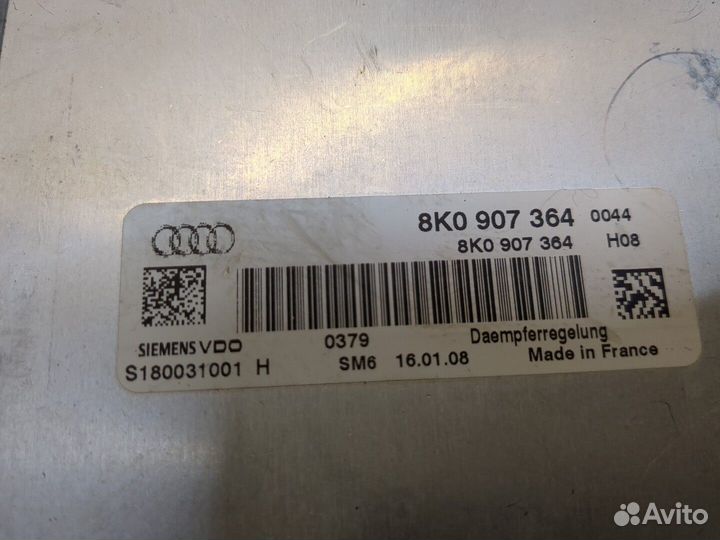 8K0 907 364 0044
8K0 907 364 H08
SIEMENS VDO 0379 Daempferregelung
S180031001 H SM6 16.01.08 Made in France
Avito